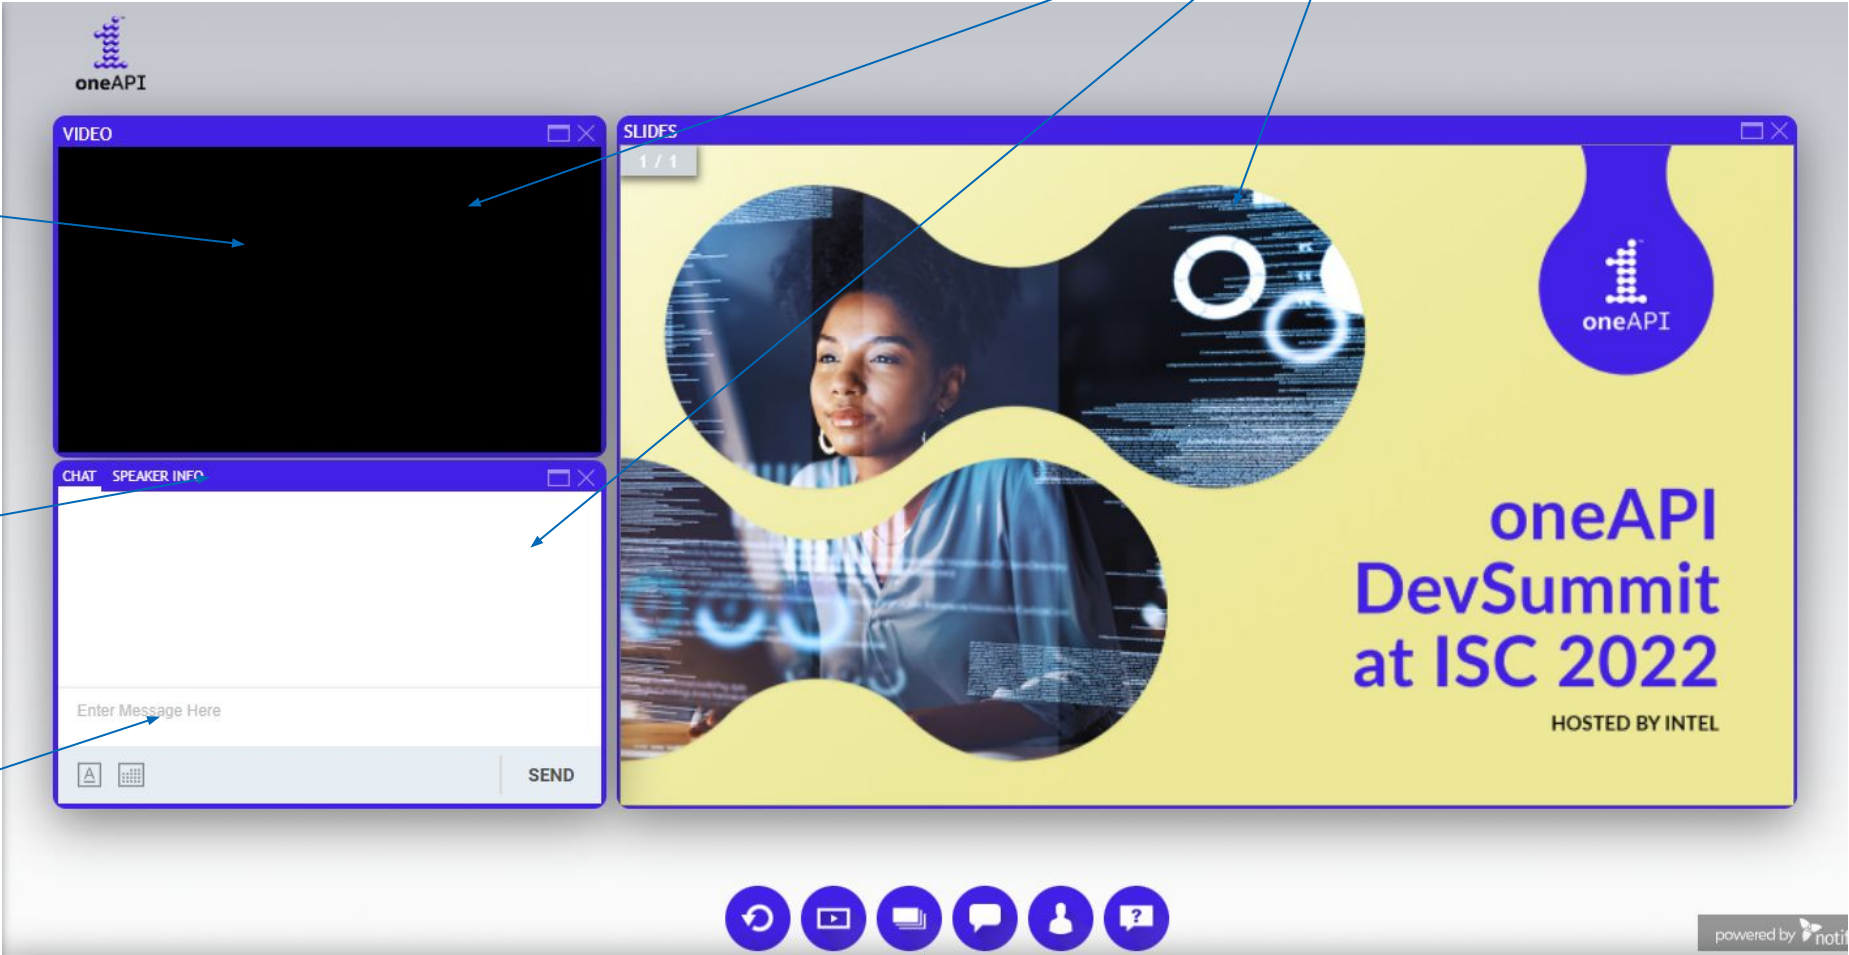 oneAPI
VIDEO
SLIDES
1 / 1
oneAPI
CHAT SPEAKER INFO
oneAPI
DevSummit
at ISC 2022
HOSTED BY INTEL
Enter Message Here
A
SEND
?
powered by notif